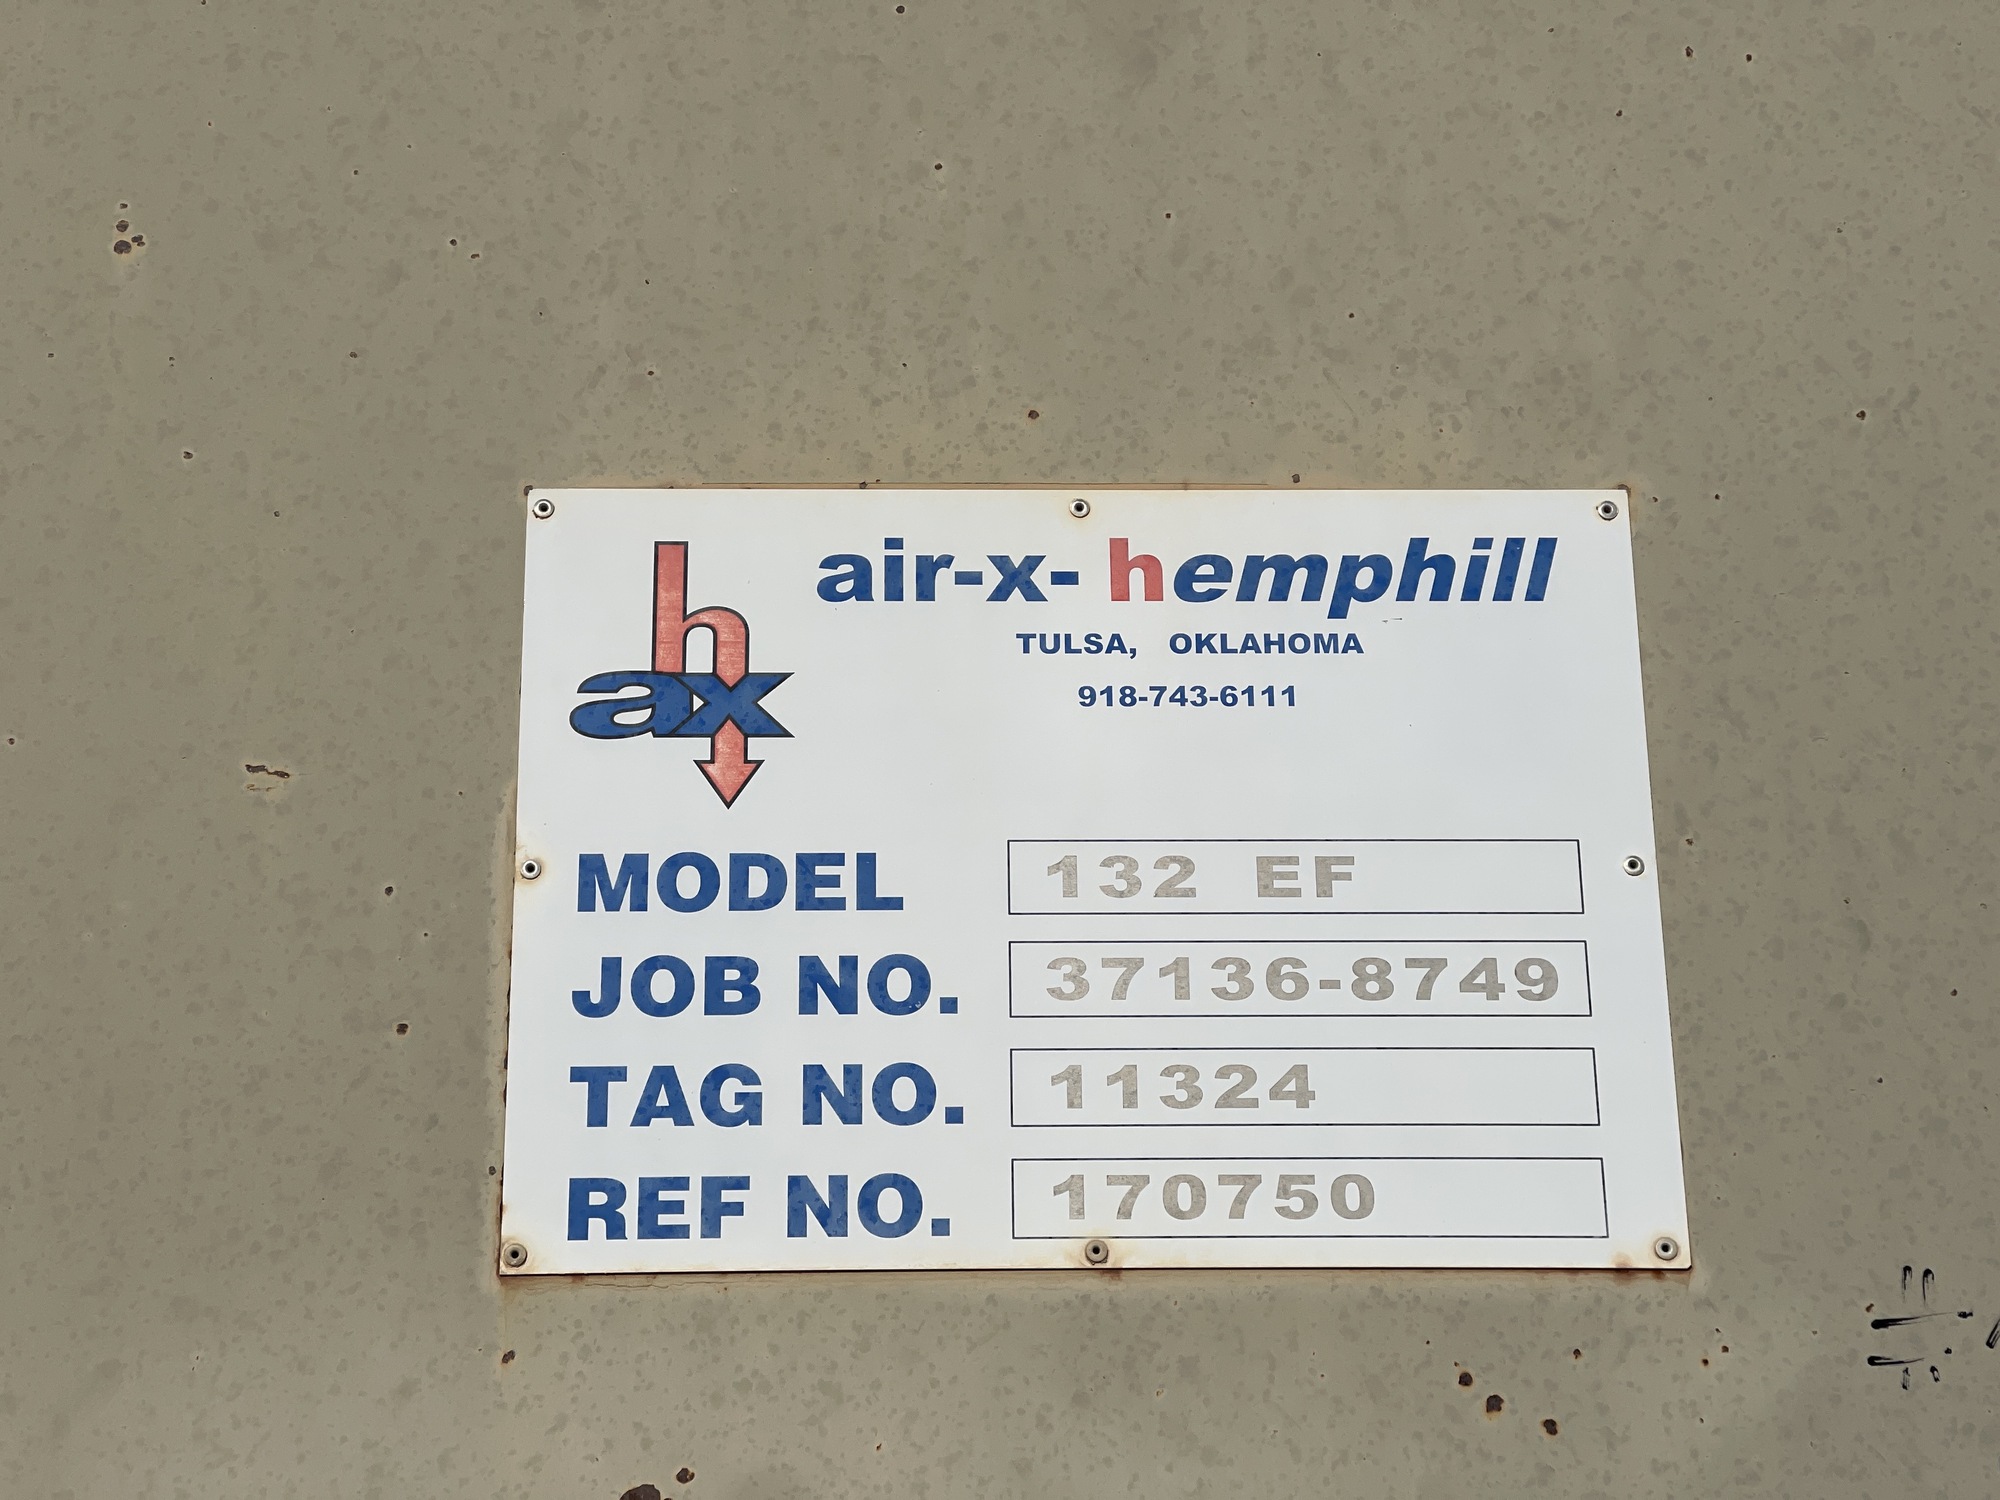 h
ax
air-x- hemphill
TULSA, OKLAHOMA
918-743-6111
MODEL 132 EF
JOB NO. 37136-8749
TAG NO. 11324
REF NO. 170750
#